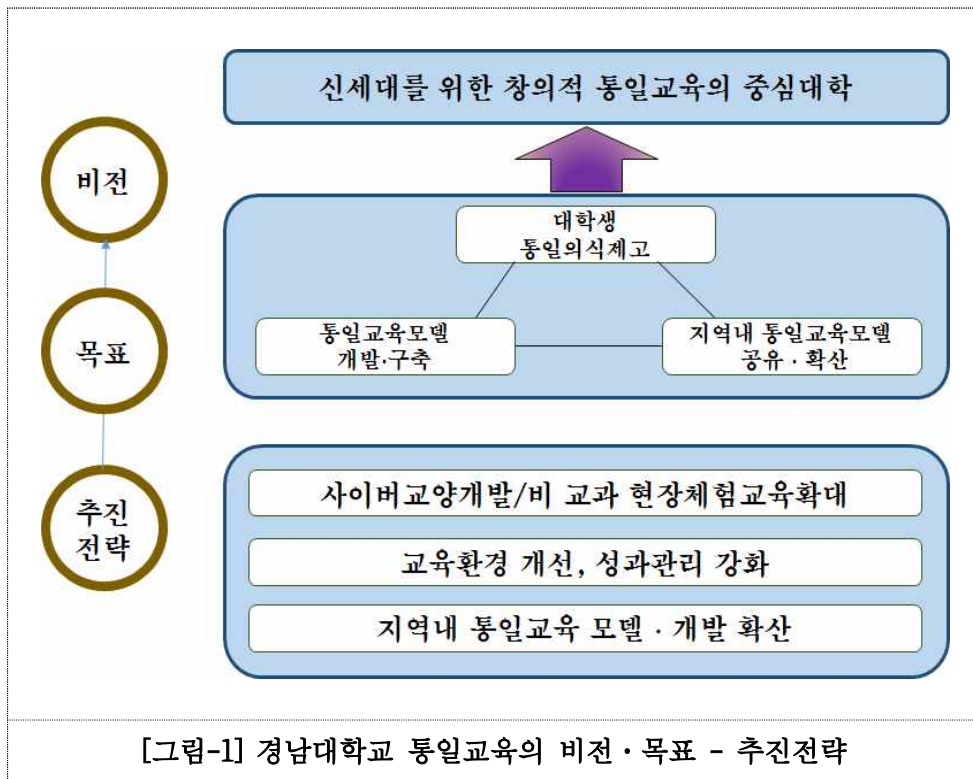 신세대를 위한 창의적 통일교육의 중심대학
비전
대학생
통일의식제고
목표
통일교육모델
개발·구축
지역내 통일교육모델
공유 · 확산
추진
전략
사이버교양개발/비 교과 현장체험교육확대
교육환경 개선, 성과관리 강화
지역내 통일교육 모델 · 개발 확산
[그림-1] 경남대학교 통일교육의 비전·목표 - 추진전략